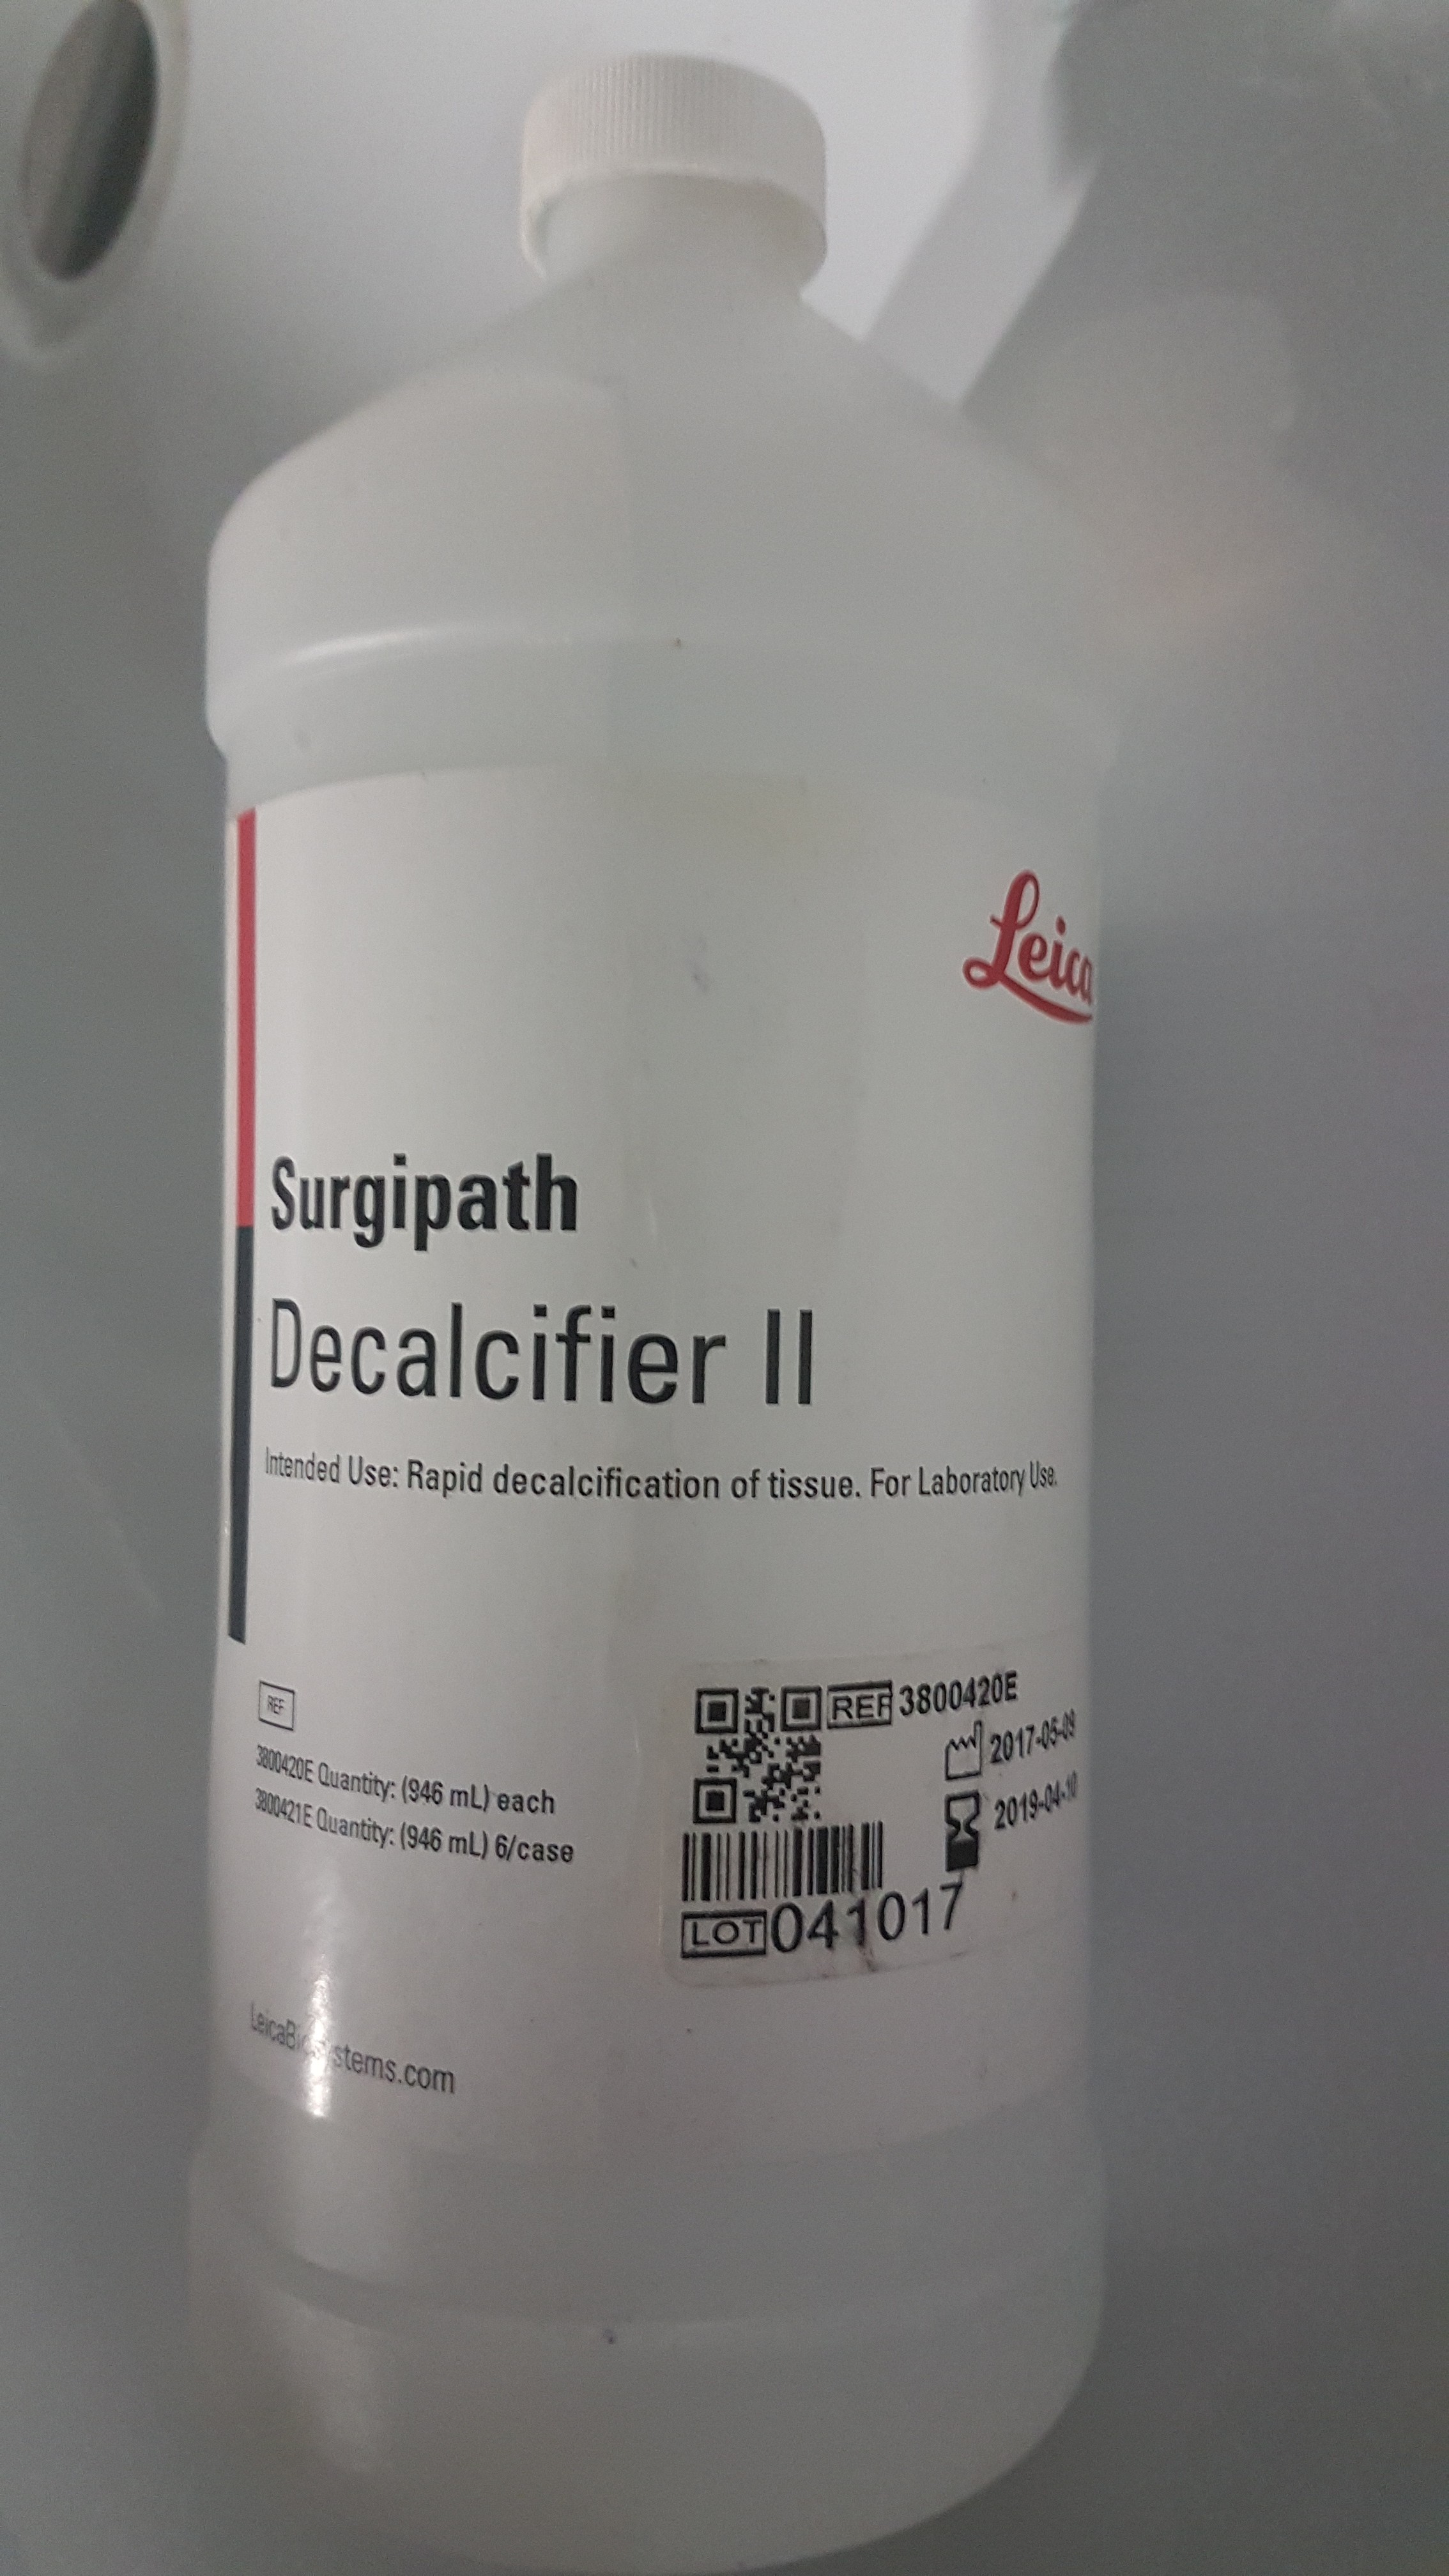 Leica
Surgipath
Decalcifier II
Intended Use: Rapid decalcification of tissue. For Laboratory Use.
REF
3800420E Quantity: (946 mL) each
3800421E Quantity: (946 mL) 6/case
REF 3800420E
2017-05-09
2019-04-10
LOT 041017
LeicaBiosystems.com